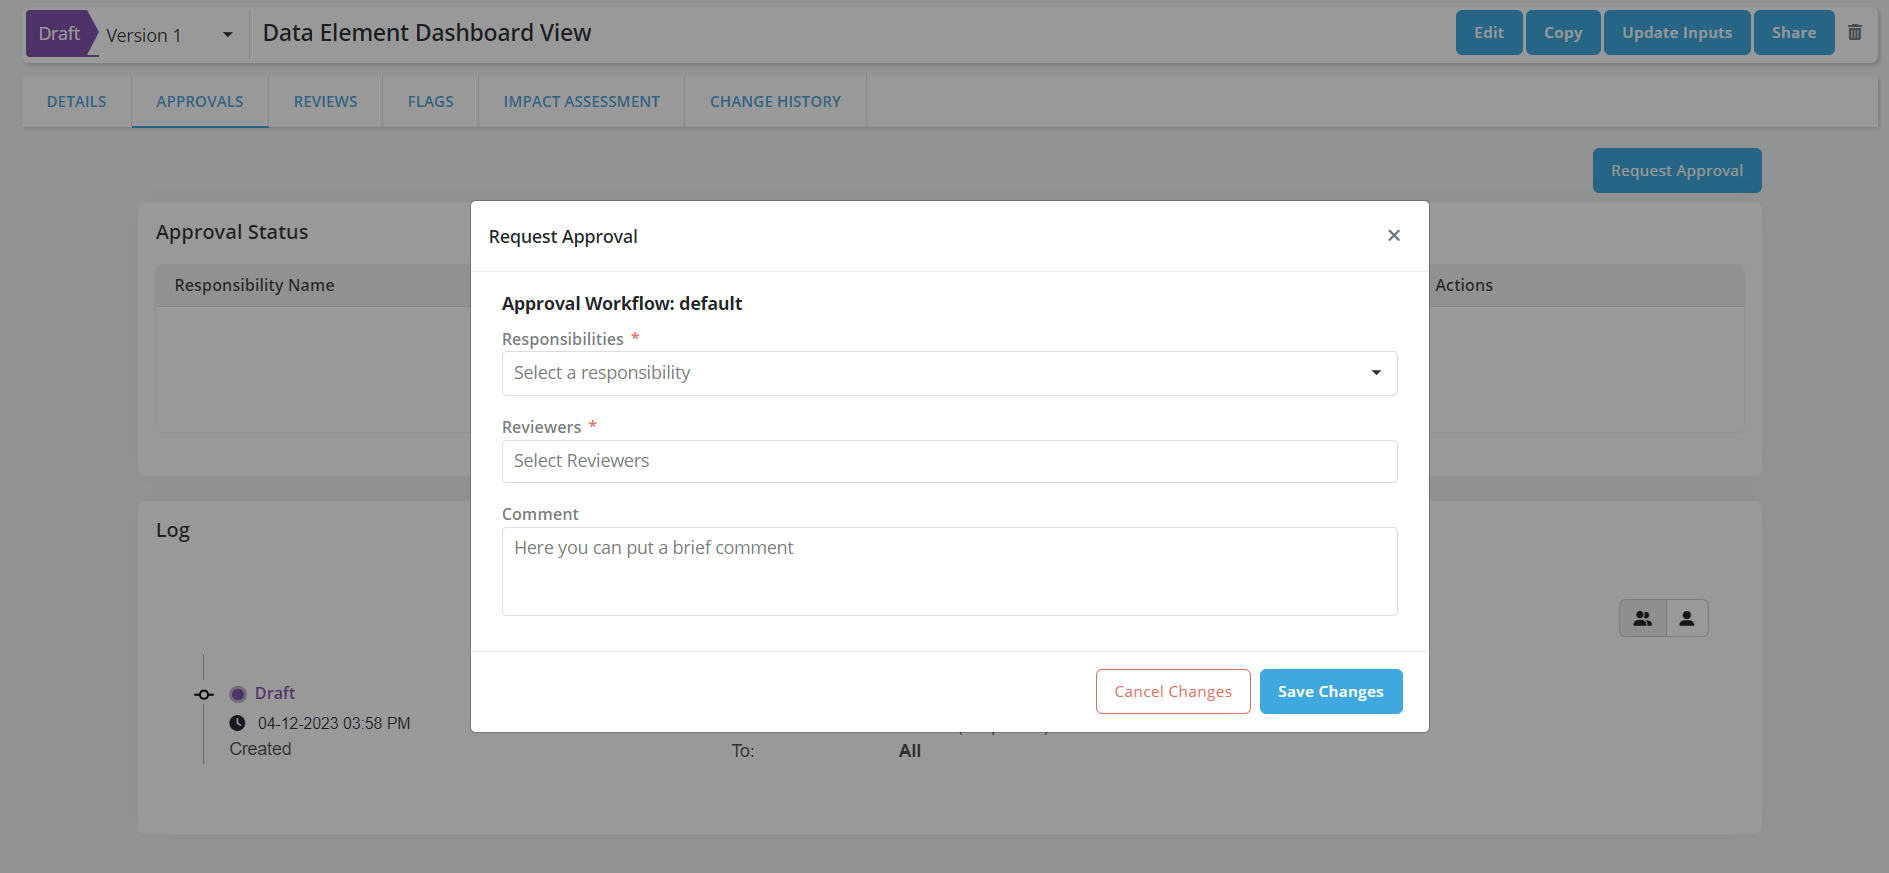 Draft Version 1 Data Element Dashboard View Edit Copy Update Inputs Share
DETAILS APPROVALS REVIEWS FLAGS IMPACT ASSESSMENT CHANGE HISTORY
Request Approval
Approval Status
Responsibility Name Actions
Request Approval
Approval Workflow: default
Responsibilities *
Select a responsibility
Reviewers *
Select Reviewers
Comment
Here you can put a brief comment
Cancel Changes Save Changes
Log
Draft
04-12-2023 03:58 PM
Created
To: All